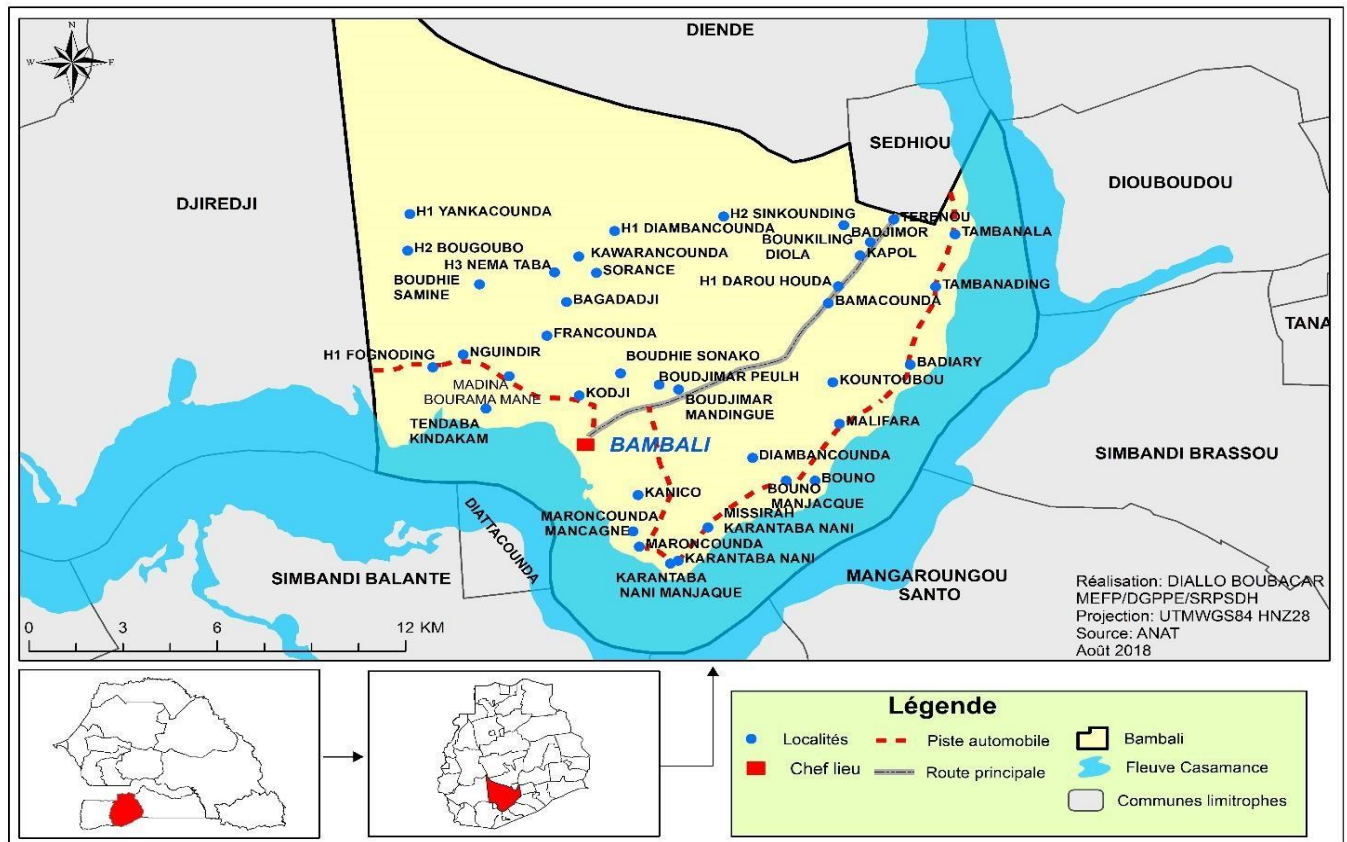 N
W
E
S
DIENDE
SEDHIOU
DJIREDJI
DIOUBOUDOU
H1 YANKACOUNDA
H2 SINKOUNDING
TERENOU
H1 DIAMBANCOUNDA
BADJIMOR
TAMBANALA
BOUNKILING
DIOLA
H2 BOUGOUBO
KAWARANCOUNDA
KAPOL
H3 NEMA TABA
SORANCE
BOUDHIE
SAMINE
H1 DAROU HOUDA
TAMBANADING
BAGADADJI
BAMACOUNDA
TANA
FRANCOUNDA
H1 FOGNODING
NGUINDIR
BOUDHIE SONAKO
BADIARY
MADINA
BOURAMA MANE
BOUDJIMAR PEULH
KOUNTOUBOU
KODJI
BOUDJIMAR
MANDINGUE
TENDABA
KINDAKAM
MALIFARA
BAMBALI
DIAMBANCOUNDA
SIMBANDI BRASSOU
BOUNO
BOUNO
MANJACQUE
KANICO
MARONCOUNDA
MANCAGNE
MISSIRAH
KARANTABA NANI
MARONCOUNDA
KARANTABA NANI
KARANTABA
NANI MANJAQUE
DIATTACOUNDA
SIMBANDI BALANTE
MANGAROUNGOU
SANTO
Réalisation: DIALLO BOUBACAR
MEFP/DGPPE/SRPSDH
Projection: UTMWGS84 HNZ28
Source: ANAT
Août 2018
0 3 6 12 KM
Légende
Localités
Piste automobile
Bambali
Chef lieu
Route principale
Fleuve Casamance
Communes limitrophes